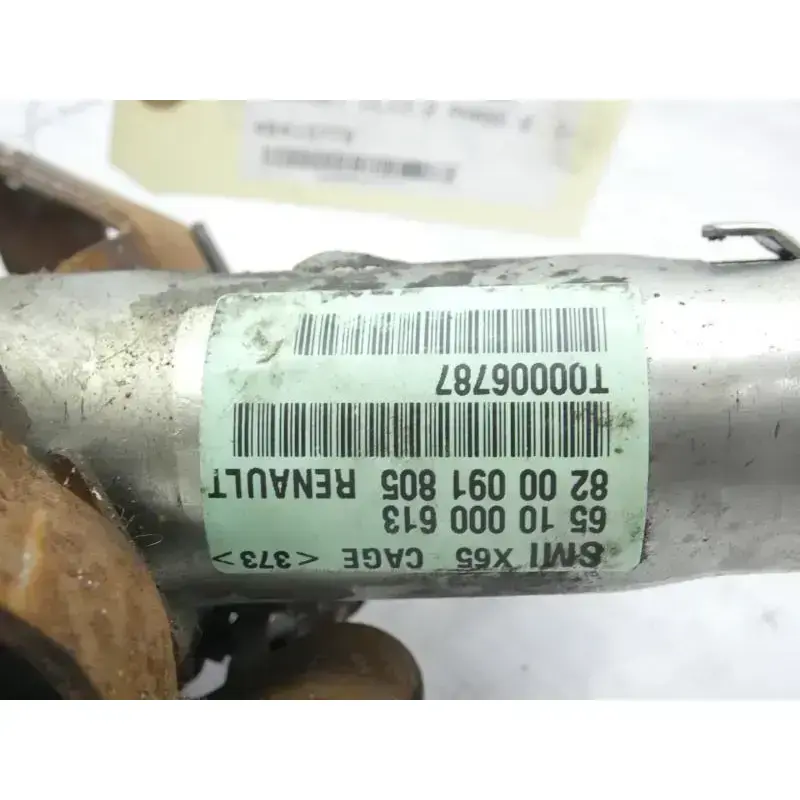 SMI X65 CAGE < 373 >
65 10 000 613
82 00 091 805 RENAULT
T00006787